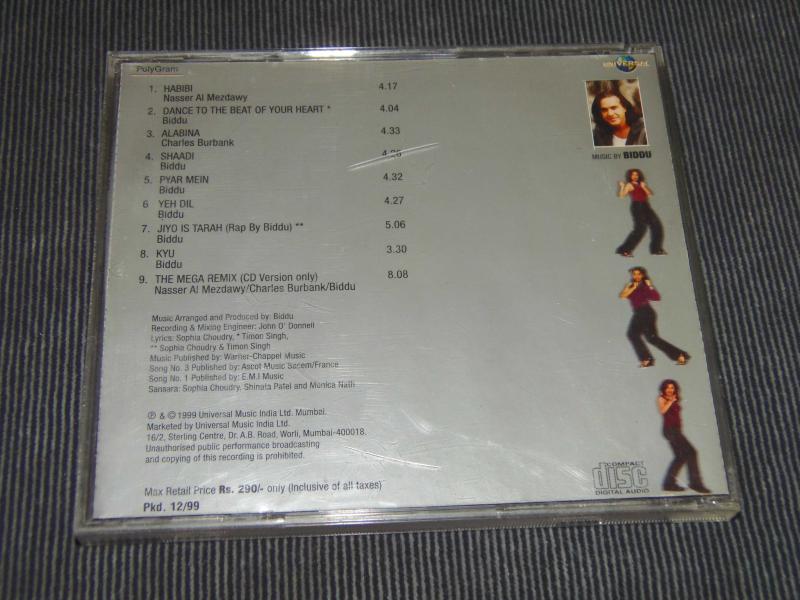 PolyGram
UNIVERSAL
1. HABIBI 4.17
Nasser Al Mezdawy
2. DANCE TO THE BEAT OF YOUR HEART * 4.04
Biddu
3. ALABINA 4.33
Charles Burbank
4. SHAADI 4.26
Biddu
5. PYAR MEIN 4.32
Biddu
6 YEH DIL 4.27
Biddu
7. JIYO IS TARAH (Rap By Biddu) ** 5.06
Biddu
8. KYU 3.30
Biddu
9. THE MEGA REMIX (CD Version only) 8.08
Nasser Al Mezdawy/Charles Burbank/Biddu
MUSIC BY BIDDU
Music Arranged and Produced by: Biddu
Recording & Mixing Engineer: John O' Donnell
Lyrics: Sophia Choudry, * Timon Singh,
** Sophia Choudry & Timon Singh
Music Published by: Warner-Chappel Music
Song No. 3 Published by: Ascot Music Sacem/France
Song No. 1 Published by: E.M.I Music
Sansara: Sophia Choudry, Shinata Patel and Monica Nath
℗ & © 1999 Universal Music India Ltd. Mumbai.
Marketed by Universal Music India Ltd.
16/2, Sterling Centre, Dr. A.B. Road, Worli, Mumbai-400018.
Unauthorised public performance broadcasting
and copying of this recording is prohibited.
Max Retail Price Rs. 290/- only (Inclusive of all taxes)
Pkd. 12/99
COMPACT
disc
DIGITAL AUDIO